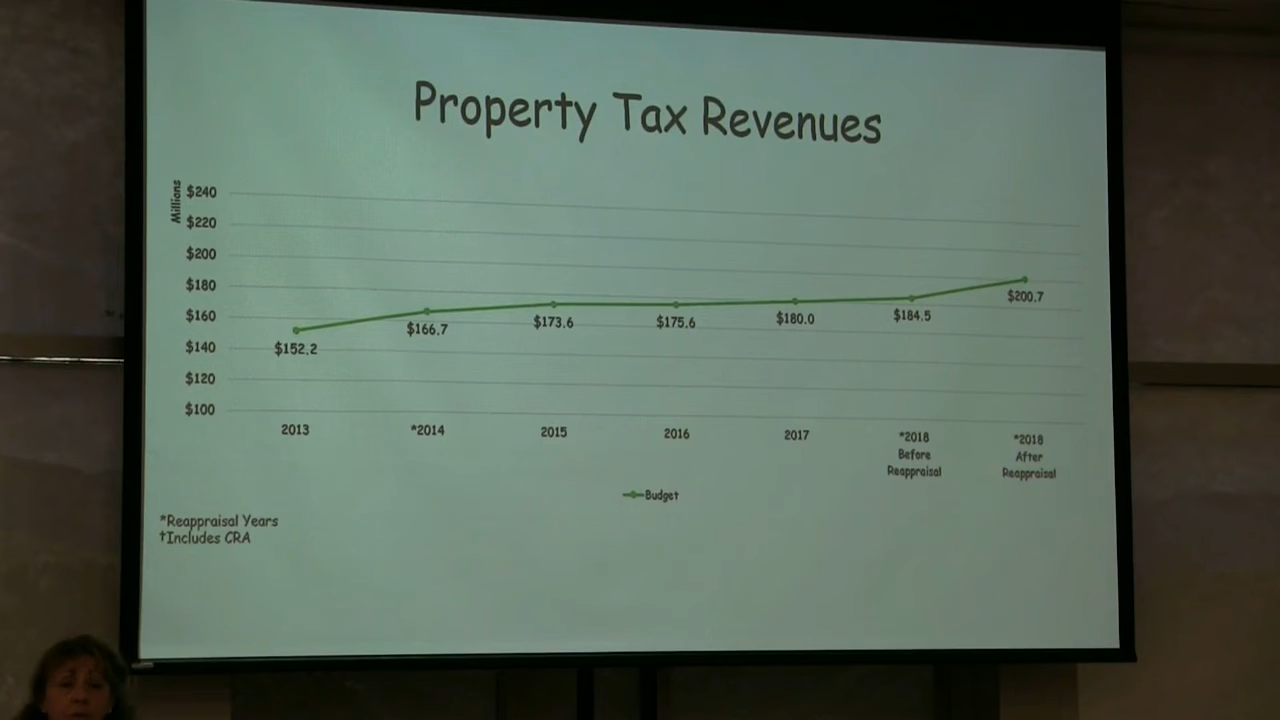 Property Tax Revenues
Millions
$240
$220
$200
$180
$160
$140
$120
$100
$152.2
$166.7
$173.6
$175.6
$180.0
$184.5
$200.7
2013
*2014
2015
2016
2017
*2018
Before
Reappraisal
*2018
After
Reappraisal
Budget
*Reappraisal Years
†Includes CRA